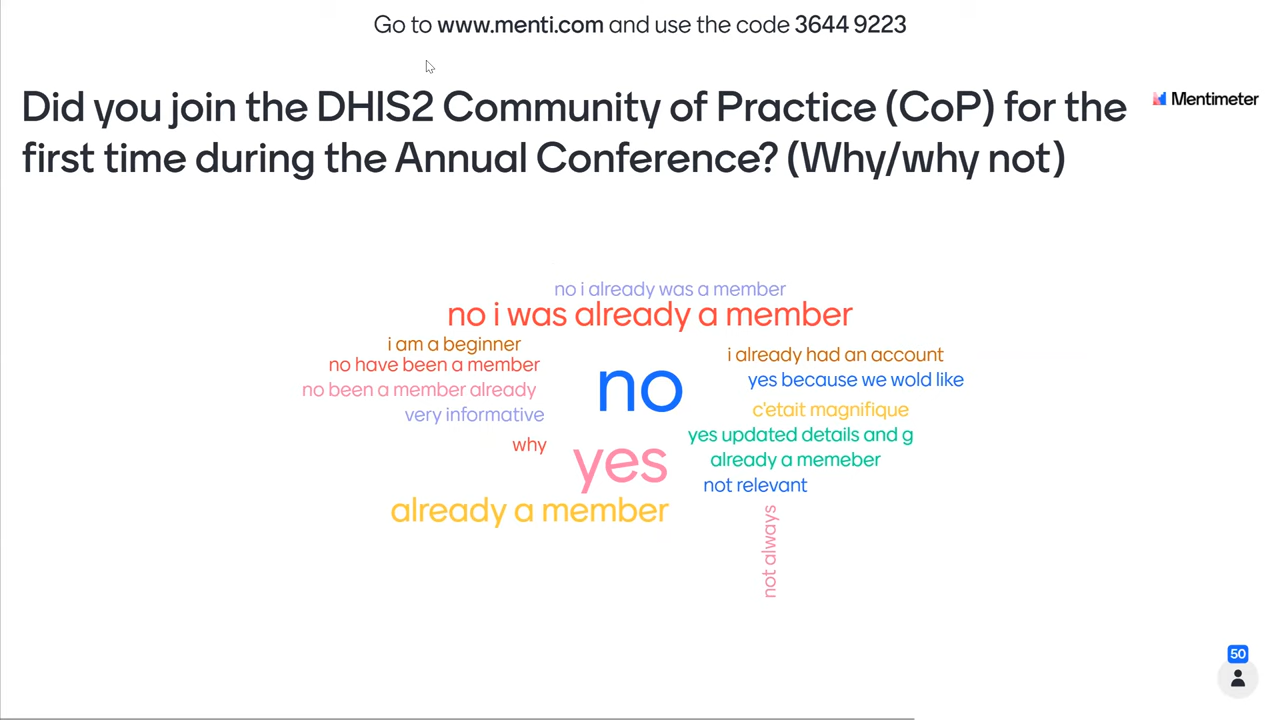 Go to www.menti.com and use the code 3644 9223
Did you join the DHIS2 Community of Practice (CoP) for the
first time during the Annual Conference? (Why/why not)
Mentimeter
no i already was a member
no i was already a member
i am a beginner
i already had an account
no have been a member
yes because we wold like
no
no been a member already
c'etait magnifique
very informative
yes updated details and g
why
yes
already a memeber
not relevant
already a member
not always
50